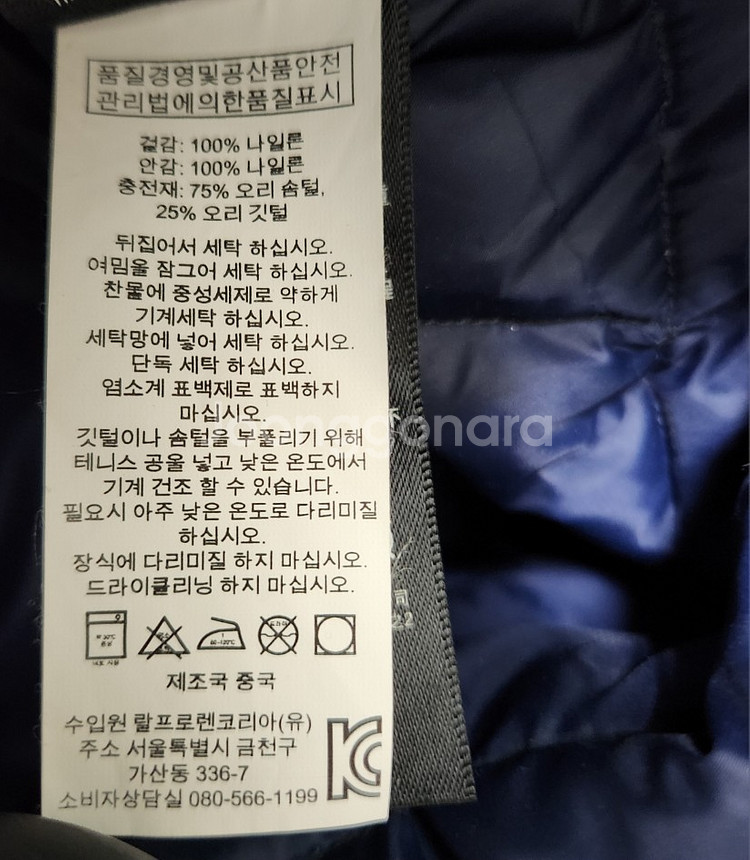 품질경영및공산품안전
관리법에의한품질표시
겉감: 100% 나일론
안감: 100% 나일론
충전재: 75% 오리 솜털,
25% 오리 깃털
뒤집어서 세탁 하십시오.
여밈울 잠그어 세탁 하십시오.
찬물에 중성세제로 약하게
기계세탁 하십시오.
세탁망에 넣어 세탁 하십시오.
단독 세탁 하십시오.
염소계 표백제로 표백하지
마십시오.
깃털이나 솜털을 부풀리기 위해
테니스 공울 넣고 낮은 온도에서
기계 건조 할 수 있습니다.
필요시 아주 낮은 온도로 다리미질
하십시오.
장식에 다리미질 하지 마십시오.
드라이클리닝 하지 마십시오.
제조국 중국
수입원 랄프로렌코리아(유)
주소 서울특별시 금천구
가산동 336-7
소비자상담실 080-566-1199
KC